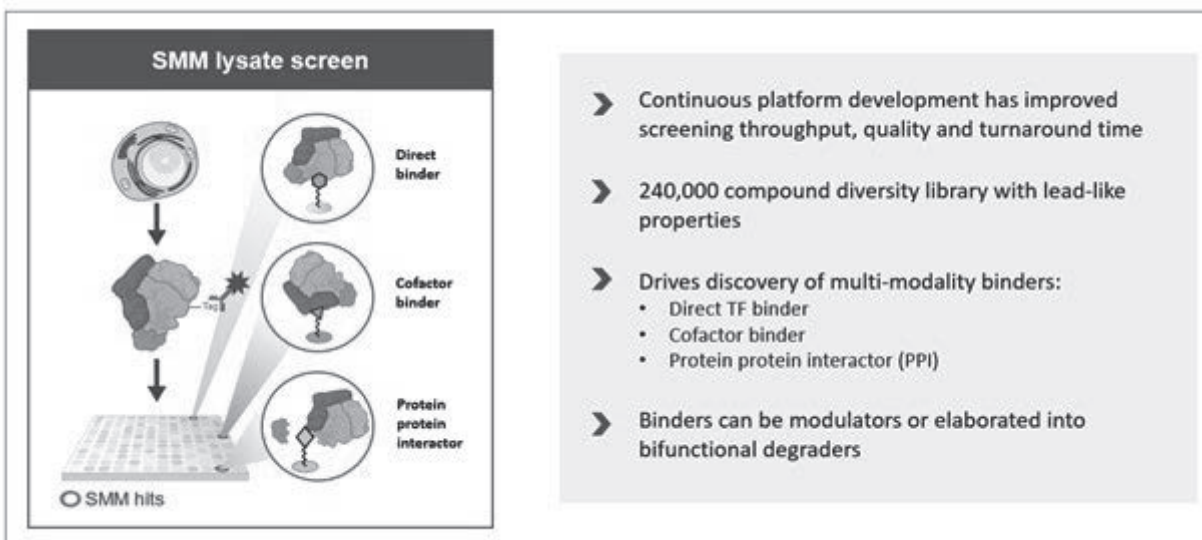 SMM lysate screen
Direct
binder
Tag
Cofactor
binder
Protein
protein
interactor
SMM hits
Continuous platform development has improved
screening throughput, quality and turnaround time
240,000 compound diversity library with lead-like
properties
Drives discovery of multi-modality binders:
• Direct TF binder
• Cofactor binder
• Protein protein interactor (PPI)
Binders can be modulators or elaborated into
bifunctional degraders